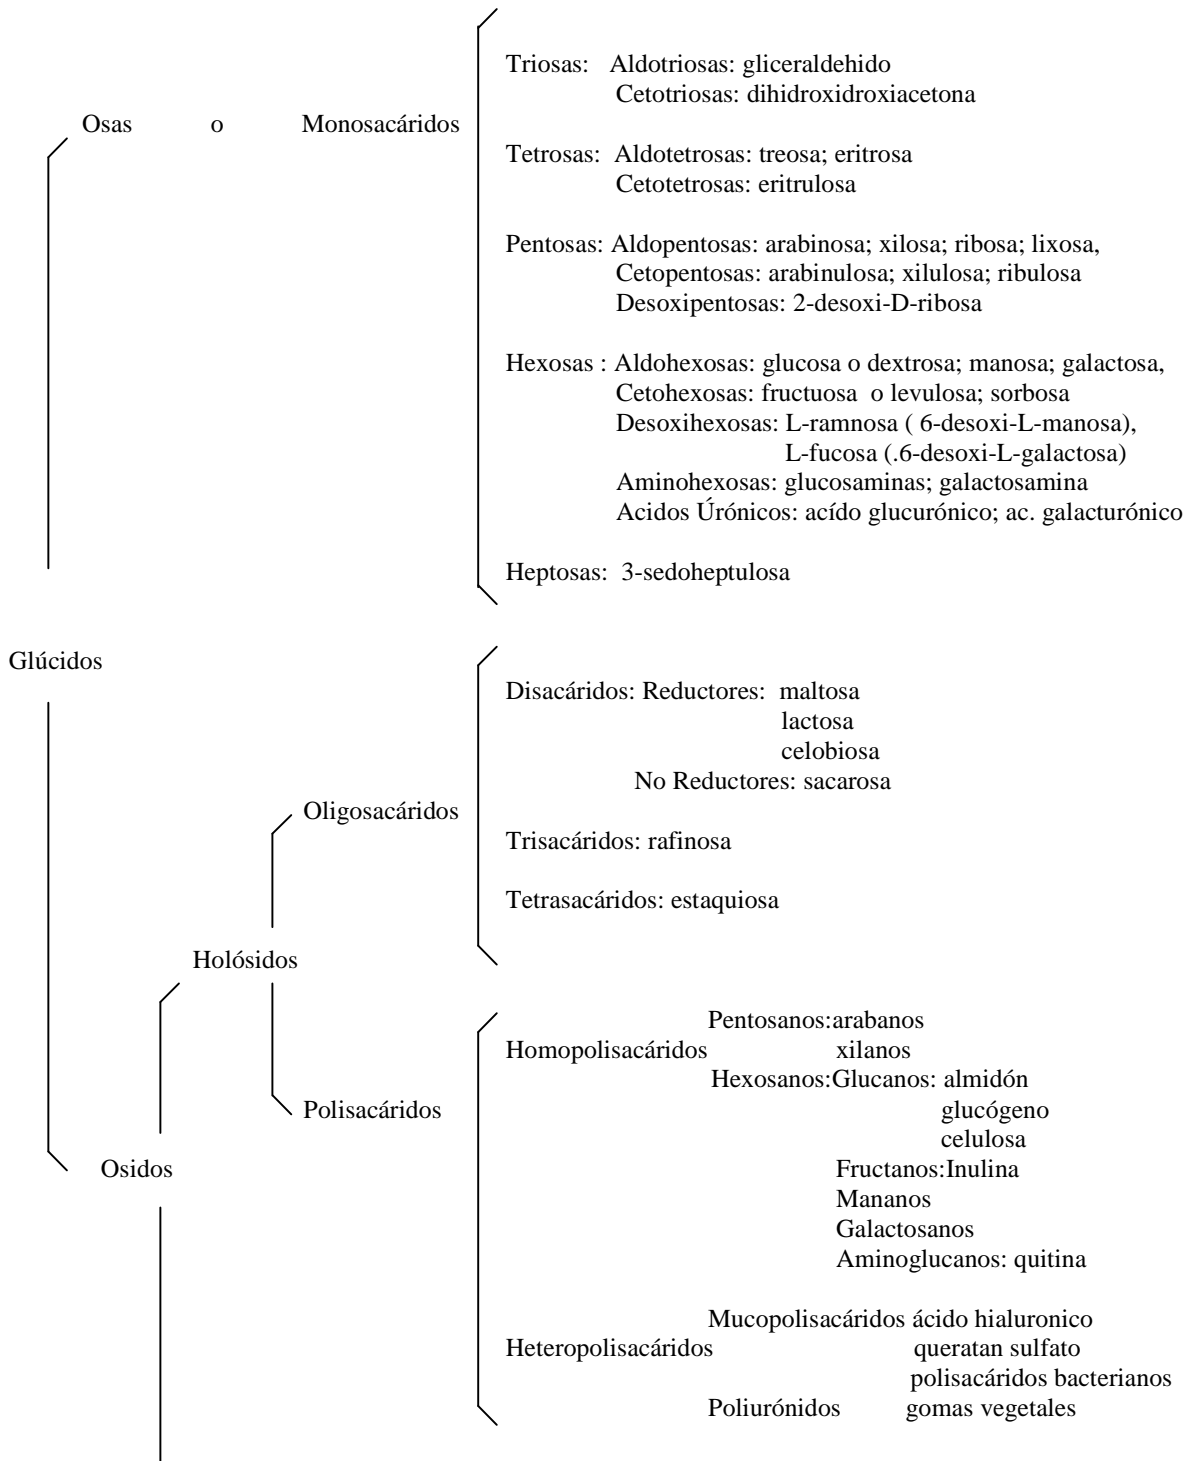 Triosas: Aldotriosas: gliceraldehido
Cetotriosas: dihidroxidroxiacetona
Osas o Monosacáridos
Tetrosas: Aldotetrosas: treosa; eritrosa
Cetotetrosas: eritrulosa
Pentosas: Aldopentosas: arabinosa; xilosa; ribosa; lixosa,
Cetopentosas: arabinulosa; xilulosa; ribulosa
Desoxipentosas: 2-desoxi-D-ribosa
Hexosas : Aldohexosas: glucosa o dextrosa; manosa; galactosa,
Cetohexosas: fructuosa o levulosa; sorbosa
Desoxihexosas: L-ramnosa ( 6-desoxi-L-manosa),
L-fucosa (.6-desoxi-L-galactosa)
Aminohexosas: glucosaminas; galactosamina
Acidos Úrónicos: acído glucurónico; ac. galacturónico
Heptosas: 3-sedoheptulosa
Glúcidos
Disacáridos: Reductores: maltosa
lactosa
celobiosa
No Reductores: sacarosa
Oligosacáridos
Trisacáridos: rafinosa
Tetrasacáridos: estaquiosa
Holósidos
Pentosanos:arabanos
Homopolisacáridos xilanos
Hexosanos:Glucanos: almidón
glucógeno
Polisacáridos
celulosa
Osidos Fructanos:Inulina
Mananos
Galactosanos
Aminoglucanos: quitina
Mucopolisacáridos ácido hialuronico
Heteropolisacáridos queratan sulfato
polisacáridos bacterianos
Poliurónidos gomas vegetales